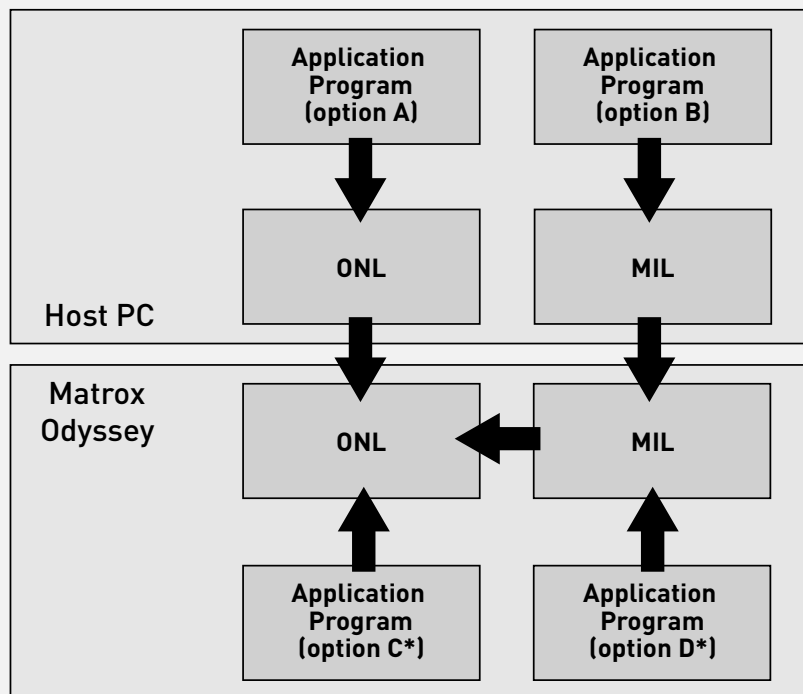 Application
Program
(option A)
Application
Program
(option B)
ONL
MIL
Host PC
Matrox
Odyssey
ONL
MIL
Application
Program
(option C*)
Application
Program
(option D*)